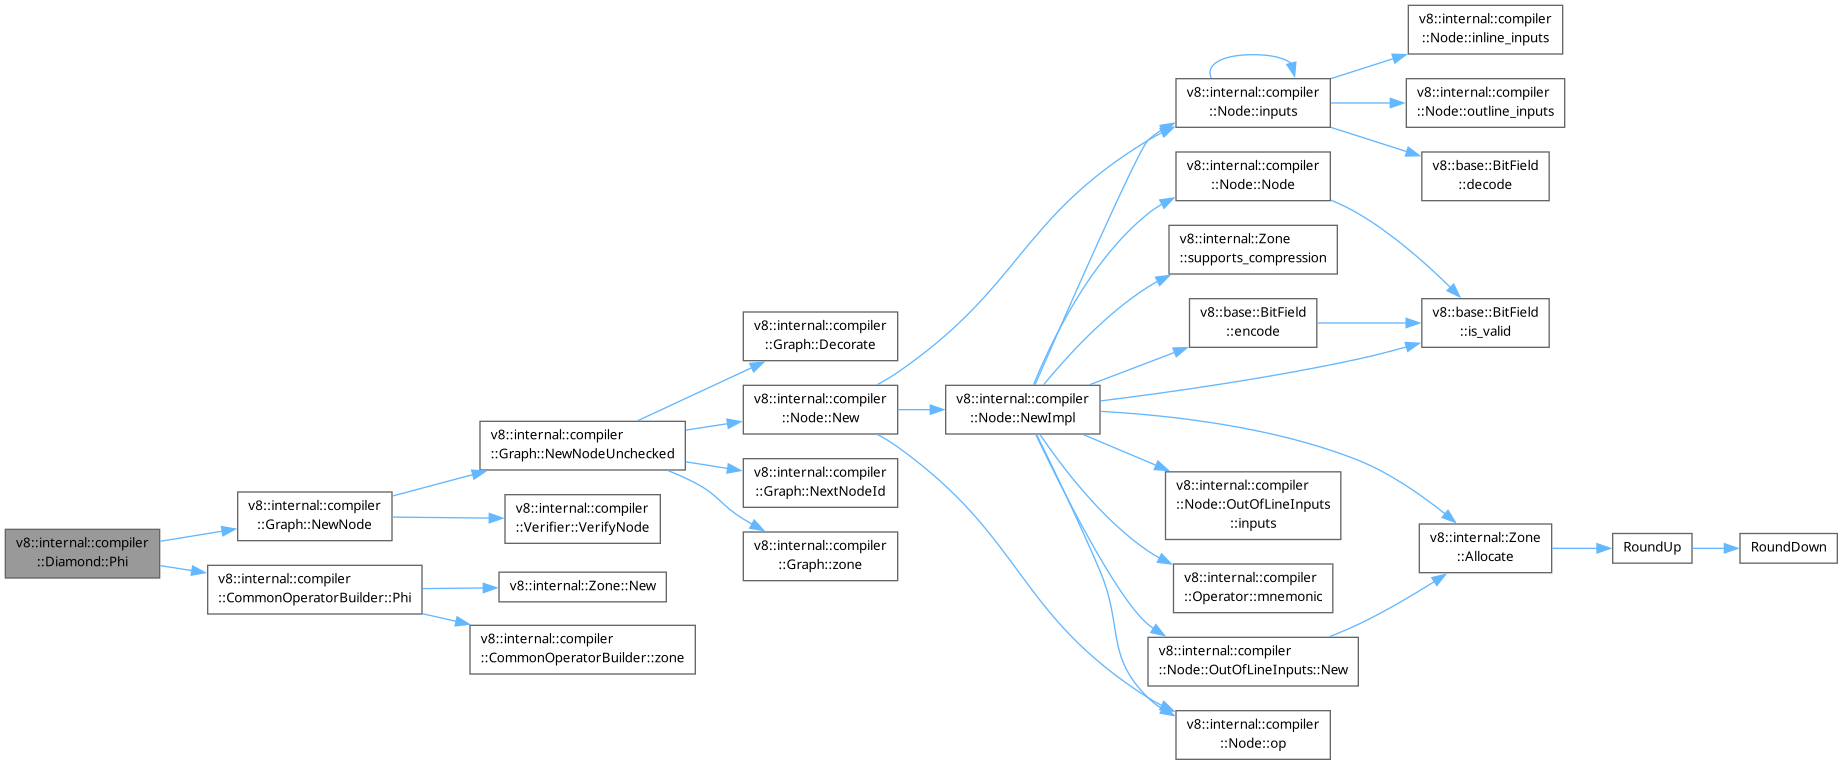 v8::internal::compiler
::Diamond::Phi
v8::internal::compiler
::Graph::NewNode
v8::internal::compiler
::CommonOperatorBuilder::Phi
v8::internal::compiler
::Graph::NewNodeUnchecked
v8::internal::compiler
::Verifier::VerifyNode
v8::internal::Zone::New
v8::internal::compiler
::CommonOperatorBuilder::zone
v8::internal::compiler
::Graph::Decorate
v8::internal::compiler
::Node::New
v8::internal::compiler
::Graph::NextNodeId
v8::internal::compiler
::Graph::zone
v8::internal::compiler
::Node::NewImpl
v8::internal::compiler
::Node::inputs
v8::internal::compiler
::Node::Node
v8::internal::Zone
::supports_compression
v8::base::BitField
::encode
v8::internal::compiler
::Node::OutOfLineInputs
::inputs
v8::internal::compiler
::Operator::mnemonic
v8::internal::compiler
::Node::OutOfLineInputs::New
v8::internal::compiler
::Node::op
v8::internal::compiler
::Node::inline_inputs
v8::internal::compiler
::Node::outline_inputs
v8::base::BitField
::decode
v8::base::BitField
::is_valid
v8::internal::Zone
::Allocate
RoundUp
RoundDown